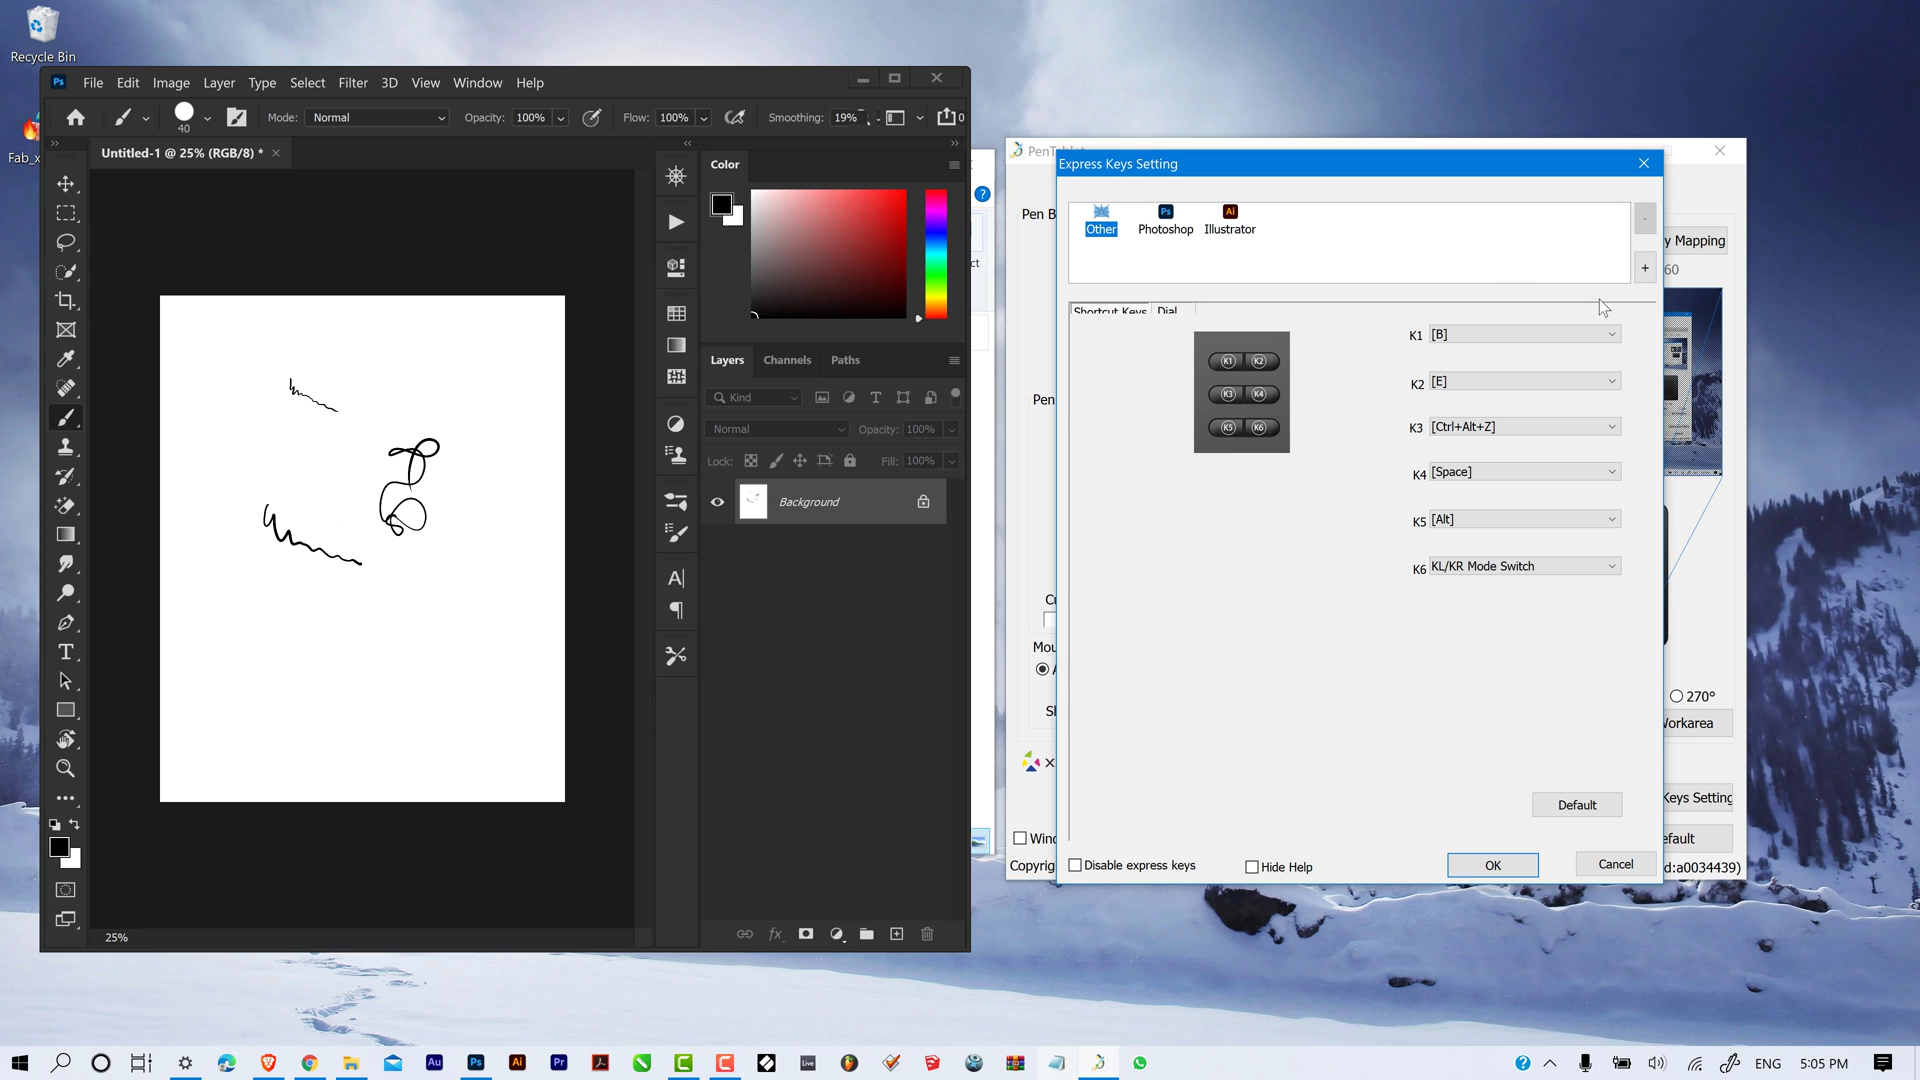 Recycle Bin
Fab_x
Ps
File Edit Image Layer Type Select Filter 3D View Window Help
40
Mode: Normal
Opacity: 100%
Flow: 100%
Smoothing: 19%
0
Untitled-1 @ 25% (RGB/8) *
25%
Color
Layers Channels Paths
Kind
Normal
Opacity: 100%
Lock:
Fill: 100%
Background
fx
ct
Pen B
Pen
Mou
Copyrig
Express Keys Setting
Other
Photoshop
Illustrator
-
+
Shortcut Keys
Dial
K1 K2
K3 K4
K5 K6
K1 [B]
K2 [E]
K3 [Ctrl+Alt+Z]
K4 [Space]
K5 [Alt]
K6 KL/KR Mode Switch
Default
Disable express keys
Hide Help
OK
Cancel
y Mapping
60
270°
Workarea
Keys Setting
efault
d:a0034439)
Au
Ps
Ai
Pr
Live
ENG
5:05 PM